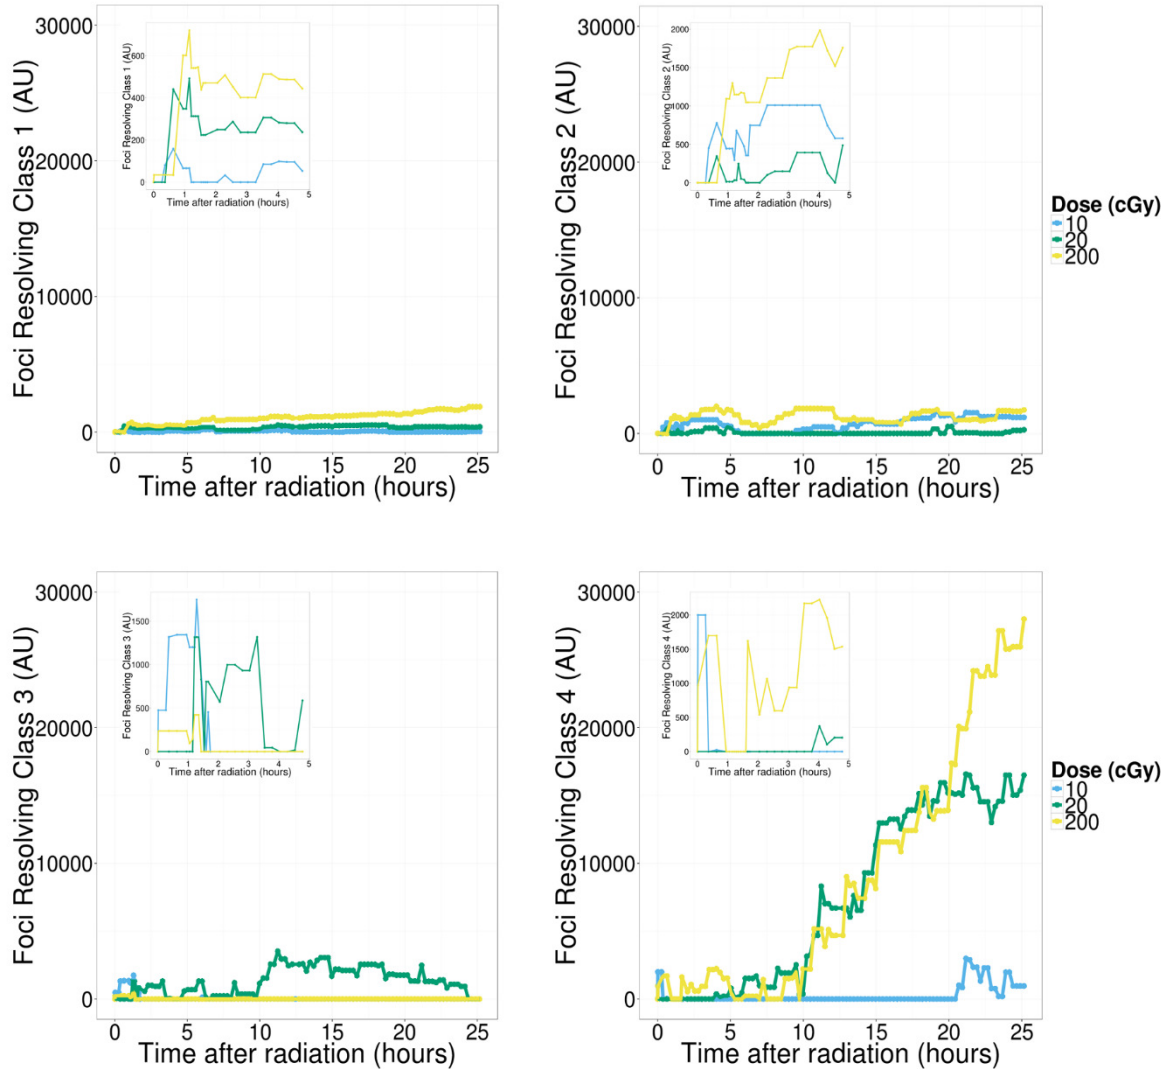 Foci Resolving Class 1 (AU)
30000
20000
10000
0
0 5 10 15 20 25
Time after radiation (hours)
Foci Resolving Class 1 (AU)
600
400
200
0
0 1 2 3 4 5
Time after radiation (hours)
Foci Resolving Class 2 (AU)
30000
20000
10000
0
0 5 10 15 20 25
Time after radiation (hours)
Foci Resolving Class 2 (AU)
2000
1500
1000
500
0
0 1 2 3 4 5
Time after radiation (hours)
Dose (cGy)
10
20
200
Foci Resolving Class 3 (AU)
30000
20000
10000
0
0 5 10 15 20 25
Time after radiation (hours)
Foci Resolving Class 3 (AU)
1500
1000
500
0
0 1 2 3 4 5
Time after radiation (hours)
Foci Resolving Class 4 (AU)
30000
20000
10000
0
0 5 10 15 20 25
Time after radiation (hours)
Foci Resolving Class 4 (AU)
2000
1500
1000
500
0
0 1 2 3 4 5
Time after radiation (hours)
Dose (cGy)
10
20
200